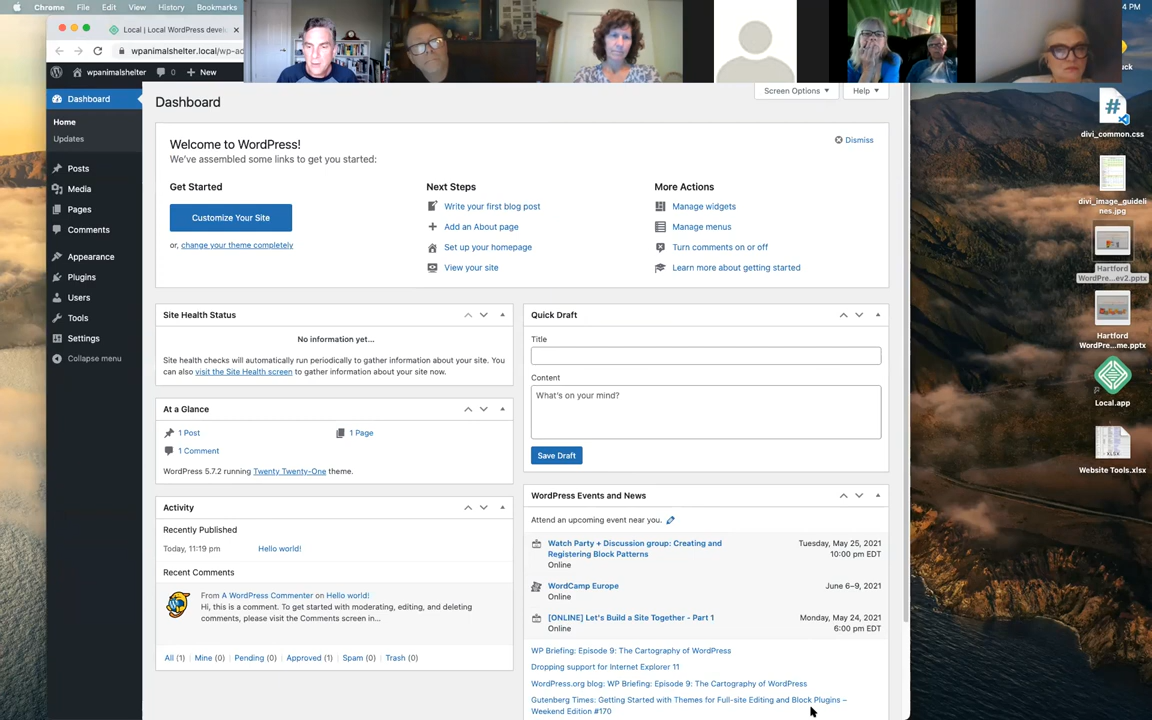 Chrome File Edit View History Bookmarks
4 PM
Local | Local WordPress devel
wpanimalshelter.local/wp-ad
wpanimalshelter 0 New
Screen Options Help
Dashboard
Home
Updates
Posts
Media
Pages
Comments
Appearance
Plugins
Users
Tools
Settings
Collapse menu
Dashboard
Welcome to WordPress!
We've assembled some links to get you started:
Dismiss
Get Started
Customize Your Site
or, change your theme completely
Next Steps
Write your first blog post
Add an About page
Set up your homepage
View your site
More Actions
Manage widgets
Manage menus
Turn comments on or off
Learn more about getting started
Site Health Status
No information yet...
Site health checks will automatically run periodically to gather information about your site. You
can also visit the Site Health screen to gather information about your site now.
At a Glance
1 Post
1 Page
1 Comment
WordPress 5.7.2 running Twenty Twenty-One theme.
Activity
Recently Published
Today, 11:19 pm Hello world!
Recent Comments
From A WordPress Commenter on Hello world!
Hi, this is a comment. To get started with moderating, editing, and deleting
comments, please visit the Comments screen in...
All (1) Mine (0) Pending (0) Approved (1) Spam (0) Trash (0)
Quick Draft
Title
Content
What's on your mind?
Save Draft
WordPress Events and News
Attend an upcoming event near you.
Watch Party + Discussion group: Creating and
Registering Block Patterns
Online
Tuesday, May 25, 2021
10:00 pm EDT
WordCamp Europe
Online
June 6–9, 2021
[ONLINE] Let's Build a Site Together - Part 1
Online
Monday, May 24, 2021
6:00 pm EDT
WP Briefing: Episode 9: The Cartography of WordPress
Dropping support for Internet Explorer 11
WordPress.org blog: WP Briefing: Episode 9: The Cartography of WordPress
Gutenberg Times: Getting Started with Themes for Full-site Editing and Block Plugins –
Weekend Edition #170
uck
divi_common.css
divi_image_guideli
nes.jpg
Hartford
WordPre...ev2.pptx
Hartford
WordPre...me.pptx
Local.app
XLSX
Website Tools.xlsx